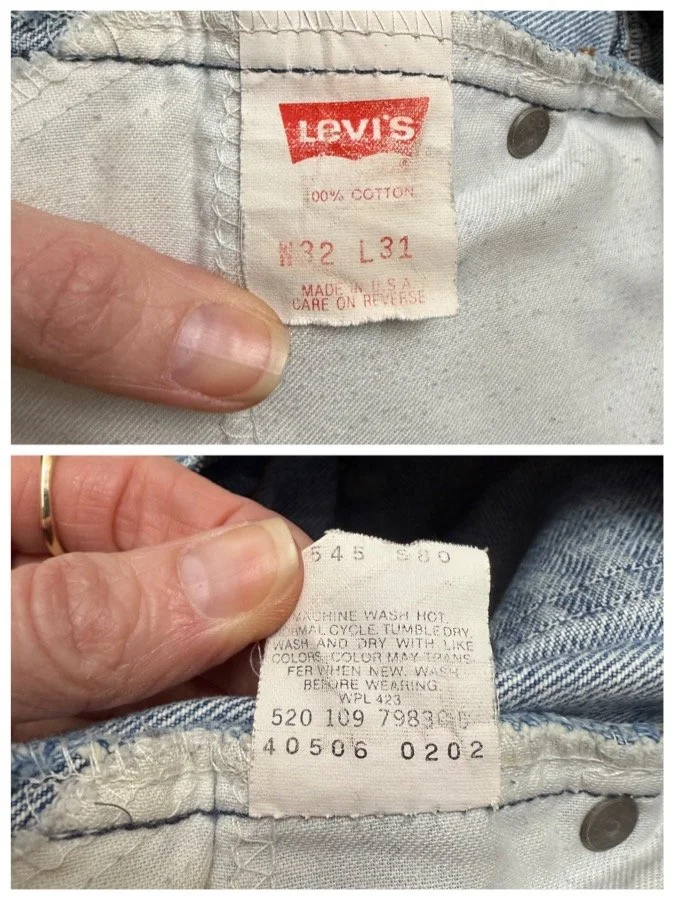 LEVI'S
100% COTTON
W32 L31
MADE IN U.S.A.
CARE ON REVERSE
545 S80
MACHINE WASH HOT,
NORMAL CYCLE. TUMBLE DRY.
WASH AND DRY WITH LIKE
COLORS. COLOR MAY TRANS-
FER WHEN NEW. WASH
BEFORE WEARING.
WPL 423
520 109
40506 0202